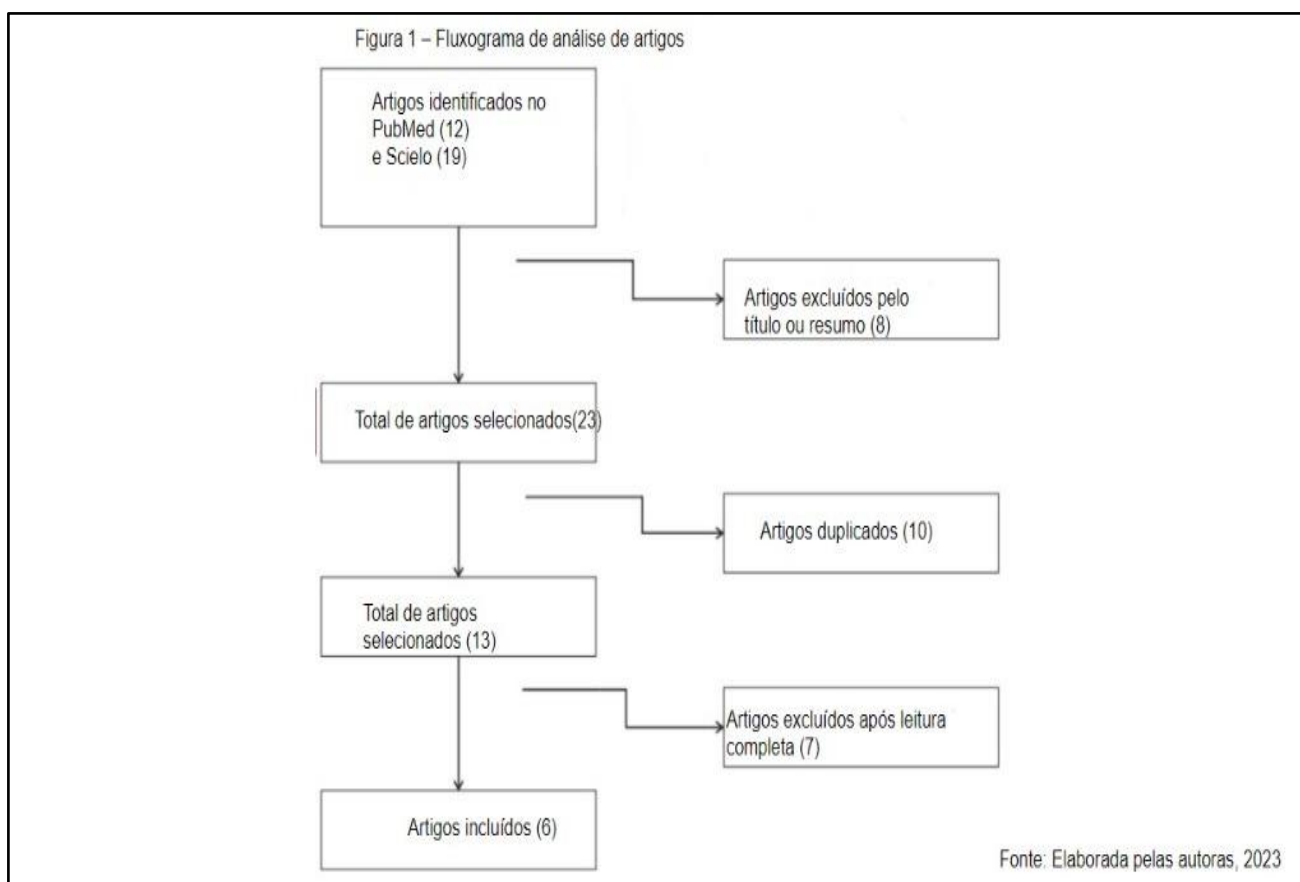 Figura 1 – Fluxograma de análise de artigos
Artigos identificados no
PubMed (12)
e Scielo (19)
Artigos excluídos pelo
título ou resumo (8)
Total de artigos selecionados(23)
Artigos duplicados (10)
Total de artigos
selecionados (13)
Artigos excluídos após leitura
completa (7)
Artigos incluídos (6)
Fonte: Elaborada pelas autoras, 2023